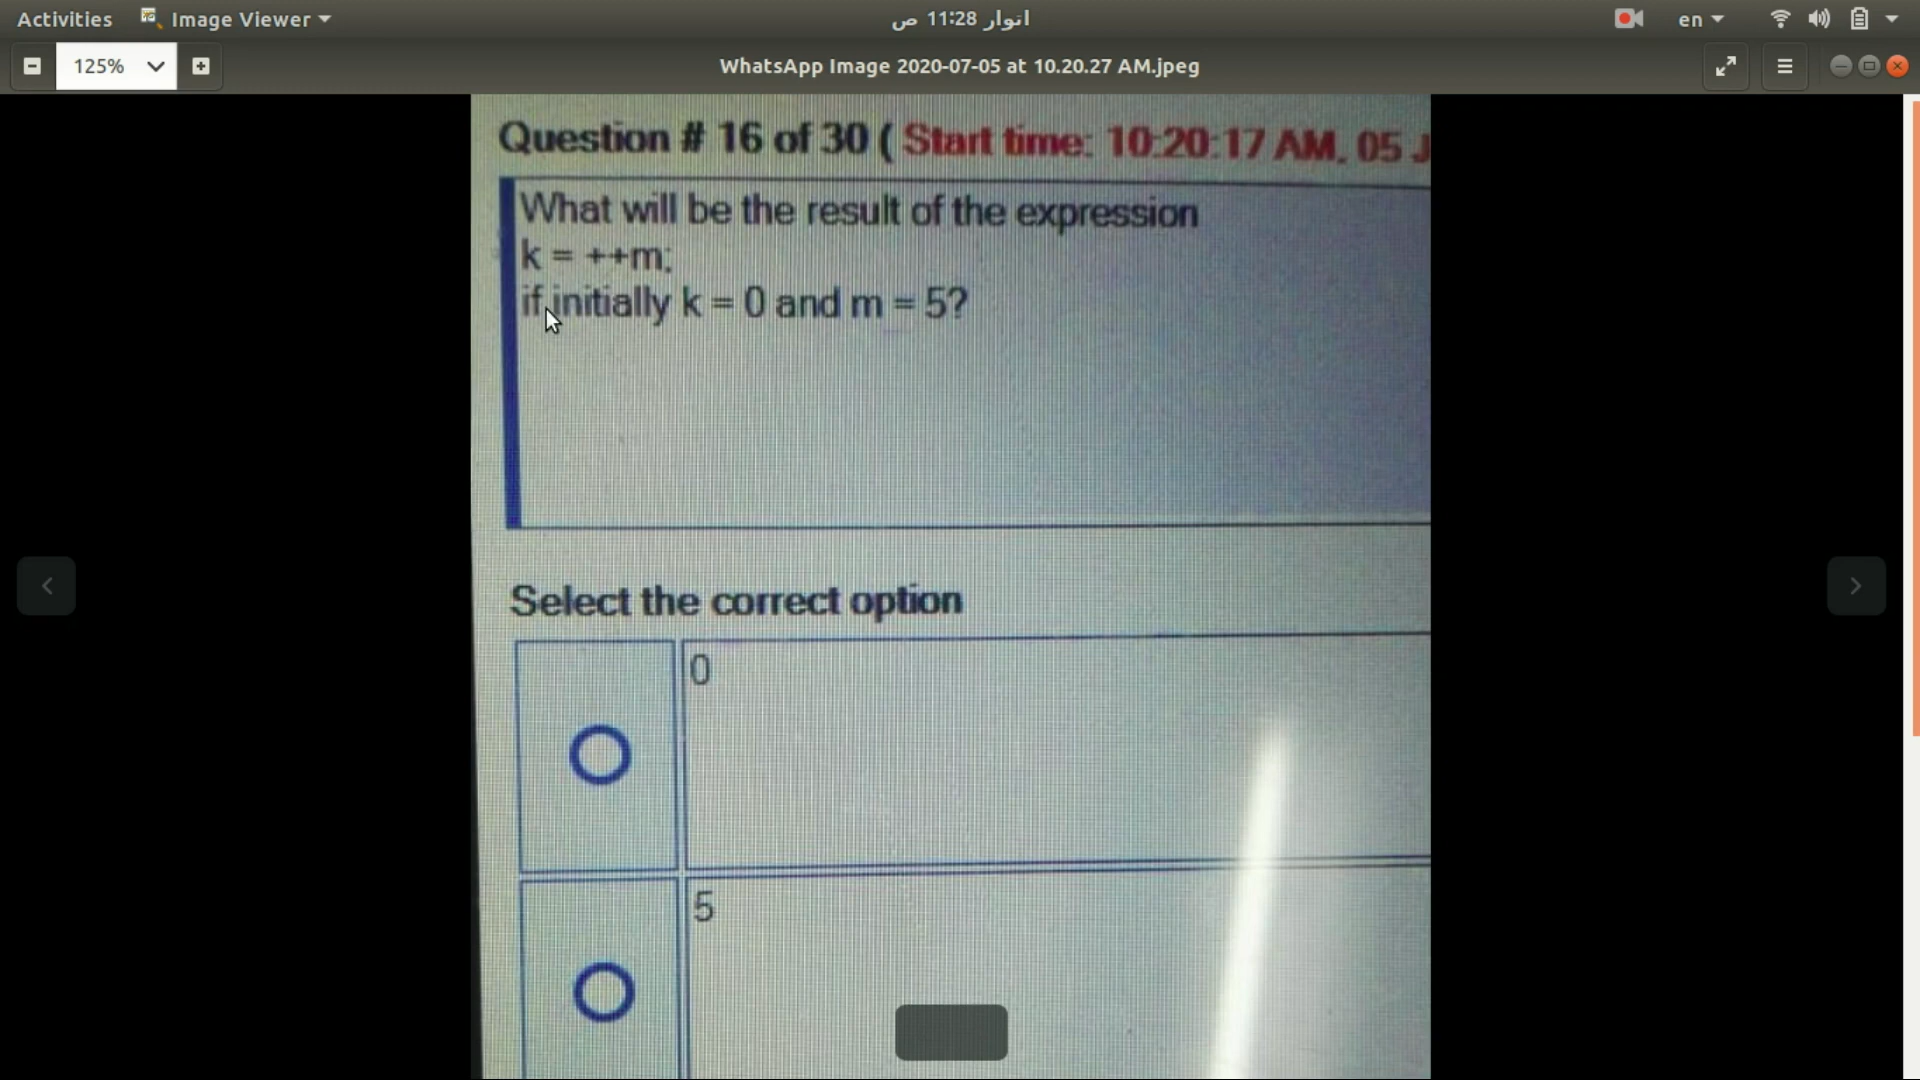 Activities
Image Viewer
اتوار 11:28 ص
en
125%
WhatsApp Image 2020-07-05 at 10.20.27 AM.jpeg
Question # 16 of 30 ( Start time: 10:20:17 AM, 05 J
What will be the result of the expression
k = ++m;
if initially k = 0 and m = 5?
Select the correct option
0
5